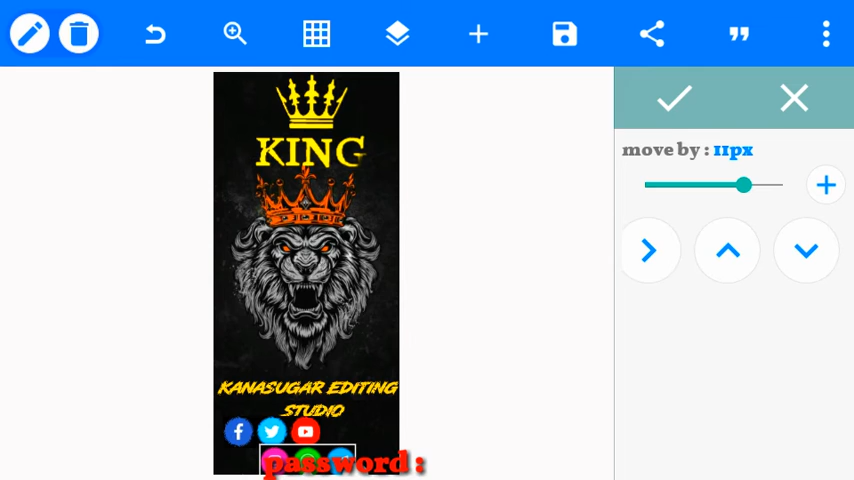 move by : 11px
KING
KANASUGAR EDITING
STUDIO
password :